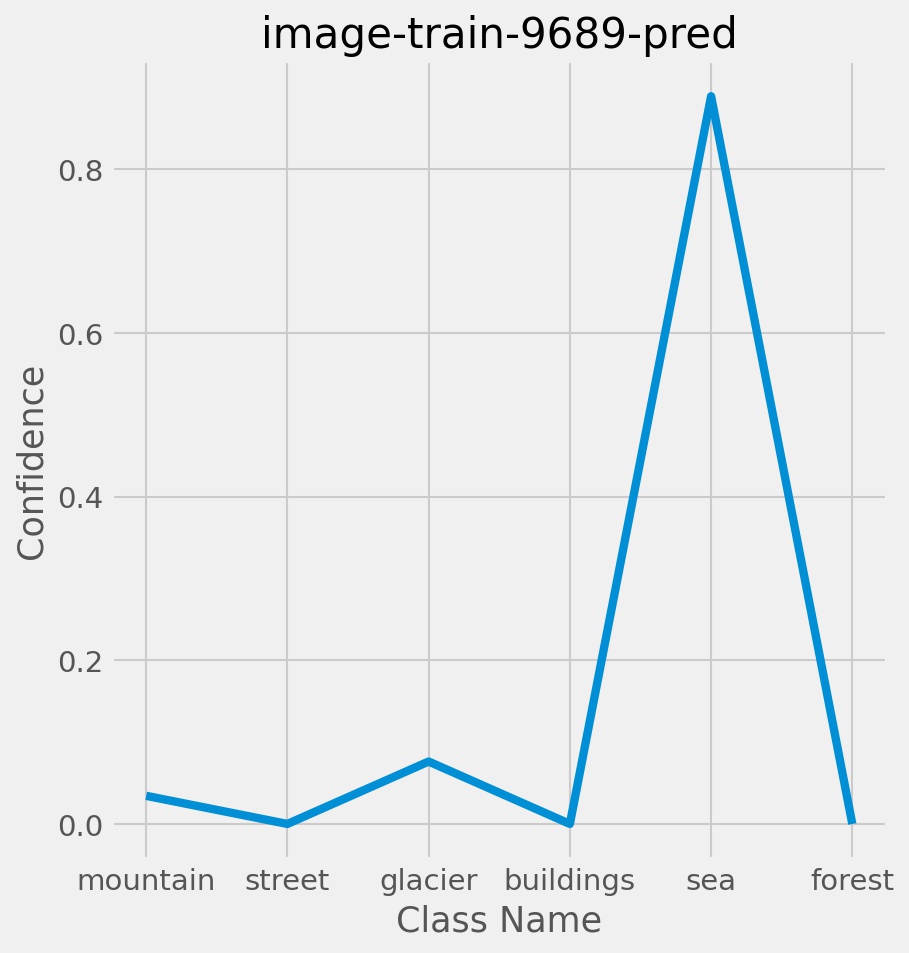 image-train-9689-pred
Confidence
0.8
0.6
0.4
0.2
0.0
mountain street glacier buildings sea forest
Class Name